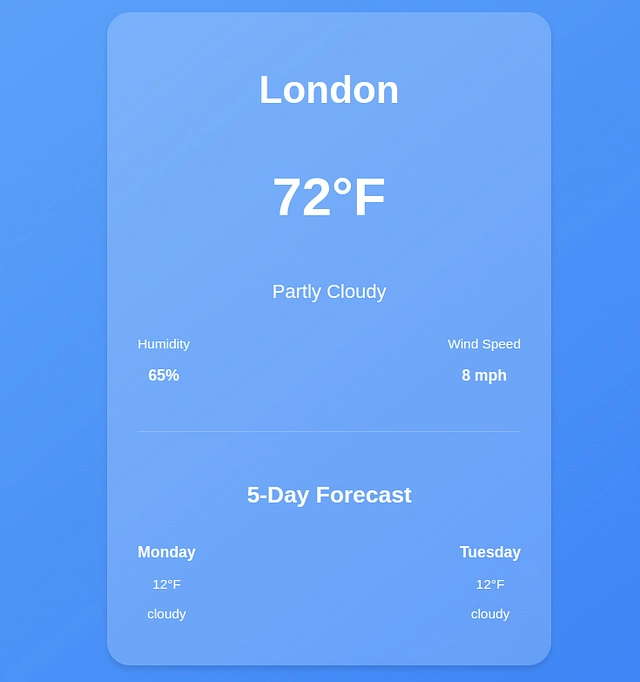 London
72°F
Partly Cloudy
Humidity
65%
Wind Speed
8 mph
5-Day Forecast
Monday
12°F
cloudy
Tuesday
12°F
cloudy